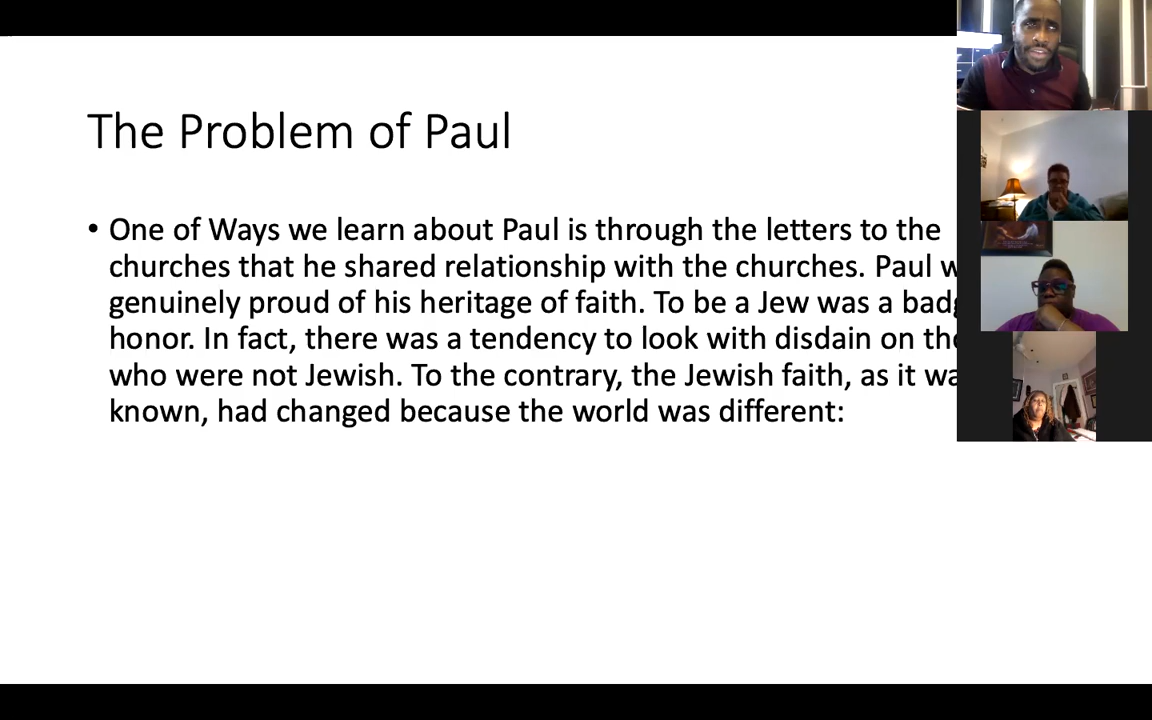 The Problem of Paul
• One of Ways we learn about Paul is through the letters to the
churches that he shared relationship with the churches. Paul
genuinely proud of his heritage of faith. To be a Jew was a
honor. In fact, there was a tendency to look with disdain on
who were not Jewish. To the contrary, the Jewish faith, as it
known, had changed because the world was different: